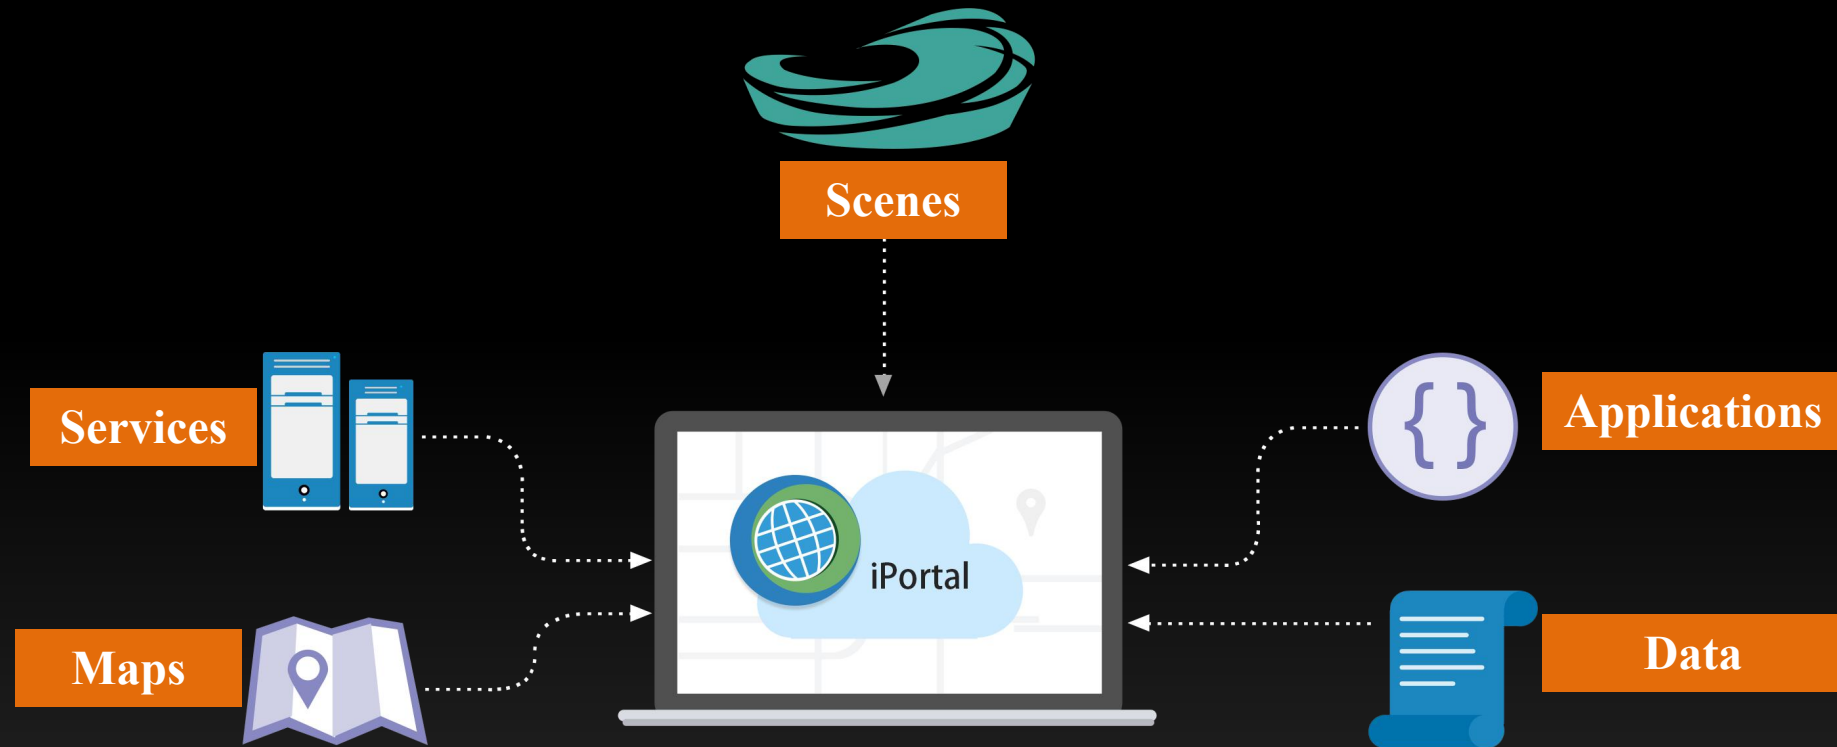 Scenes
Services
Applications
iPortal
Maps
Data